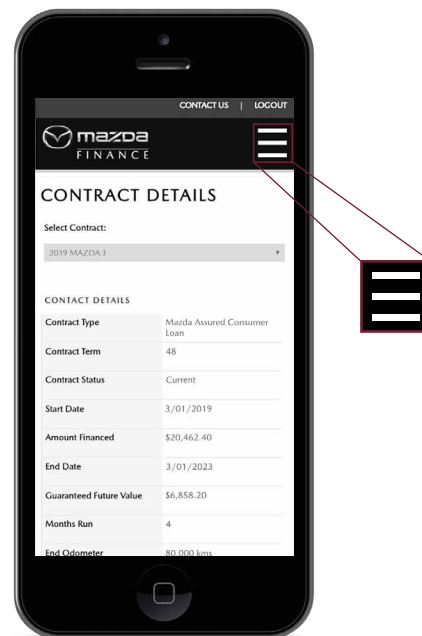 CONTACT US | LOGOUT
mazda
FINANCE
CONTRACT DETAILS
Select Contract:
2019 MAZDA3
CONTACT DETAILS
Contract Type Mazda Assured Consumer
Loan
Contract Term 48
Contract Status Current
Start Date 3/01/2019
Amount Financed $20,462.40
End Date 3/01/2023
Guaranteed Future Value $6,858.20
Months Run 4
End Odometer 80,000 kms